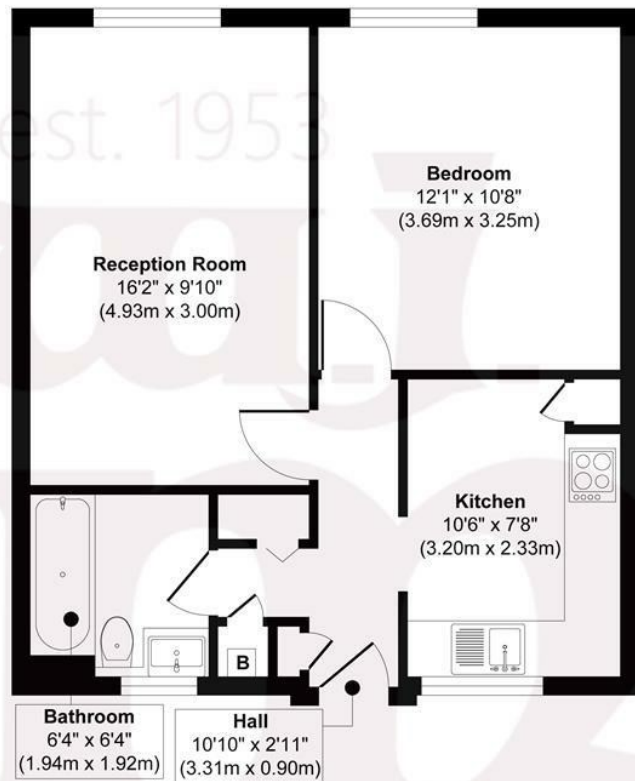 est. 1953
Bedroom
12'1" x 10'8"
(3.69m x 3.25m)
Reception Room
16'2" x 9'10"
(4.93m x 3.00m)
Kitchen
10'6" x 7'8"
(3.20m x 2.33m)
B
Bathroom
6'4" x 6'4"
(1.94m x 1.92m)
Hall
10'10" x 2'11"
(3.31m x 0.90m)